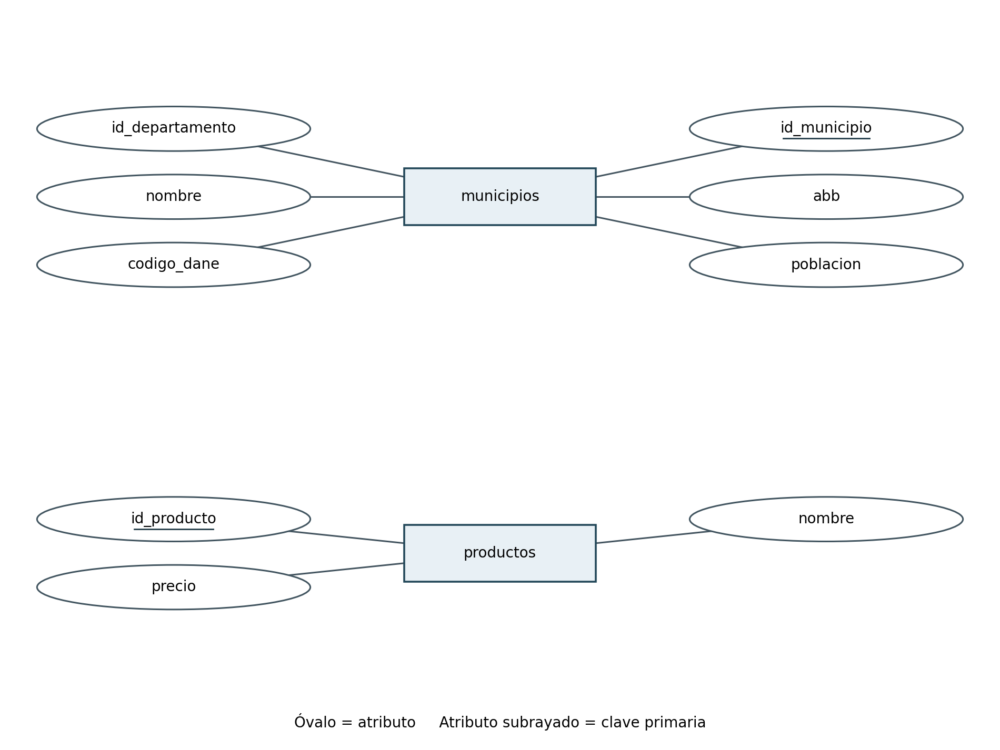 id_departamento
id_municipio
nombre
municipios
abb
codigo_dane
poblacion
id_producto
nombre
productos
precio
Óvalo = atributo     Atributo subrayado = clave primaria